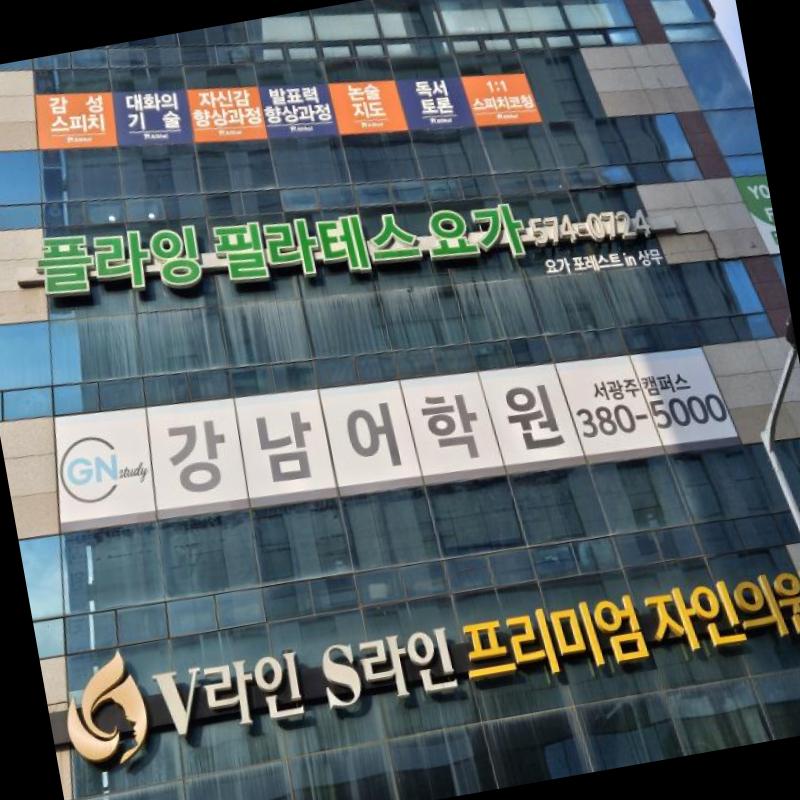 감성 스피치
대화의 기술
자신감 향상과정
발표력 향상과정
논술 지도
독서 토론
1:1 스피치코칭
플라잉 필라테스 요가 574-0724
요가 포레스트 in 상무
YO
GN study 강남어학원
서광주 캠퍼스
380-5000
V라인 S라인 프리미엄 자인의원